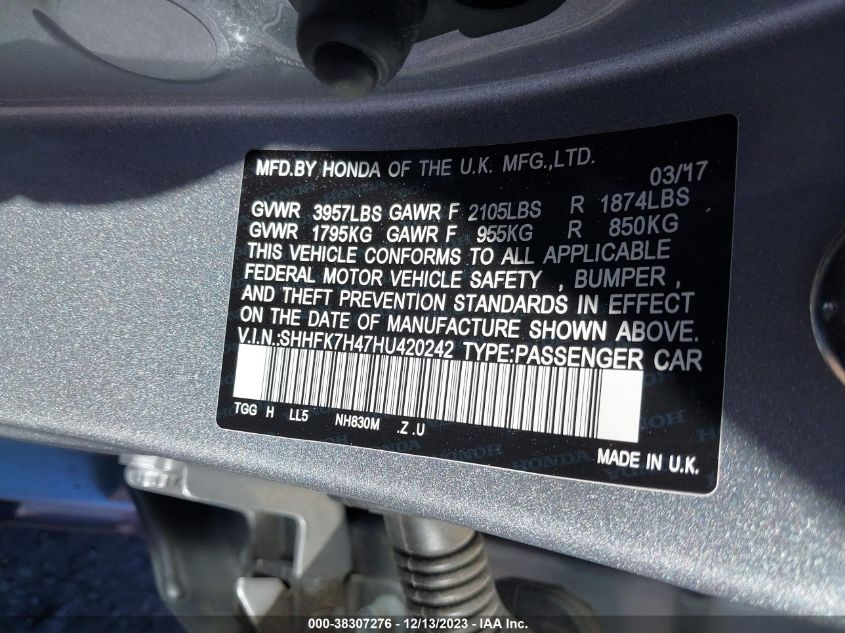 MFD.BY HONDA OF THE U.K. MFG.,LTD.
03/'17
GVWR 3957LBS GAWR F 2105LBS R 1874LBS
GVWR 1795KG GAWR F 955KG R 850KG
THIS VEHICLE CONFORMS TO ALL APPLICABLE
FEDERAL MOTOR VEHICLE SAFETY , BUMPER ,
AND THEFT PREVENTION STANDARDS IN EFFECT
ON THE DATE OF MANUFACTURE SHOWN ABOVE.
V.I.N.:SHHFK7H47HU420242 TYPE:PASSENGER CAR
TGG H LL5 NH830M .Z .U
MADE IN U.K.
000-38307276 - 12/13/2023 - IAA Inc.